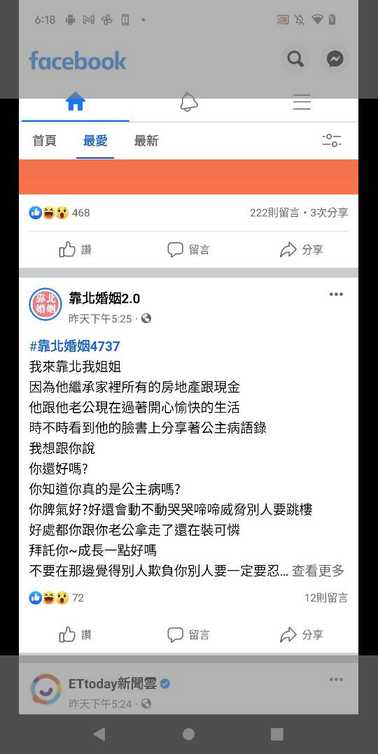 6:18
facebook
首頁 最愛 最新
468 222則留言・3次分享
讚 留言 分享
靠北婚姻
靠北婚姻2.0
昨天下午5:25
#靠北婚姻4737
我來靠北我姐姐
因為他繼承家裡所有的房地產跟現金
他跟他老公現在過著開心愉快的生活
時不時看到他的臉書上分享著公主病語錄
我想跟你說
你還好嗎?
你知道你真的是公主病嗎?
你脾氣好?好還會動不動哭哭啼啼威脅別人要跳樓
好處都你跟你老公拿走了還在裝可憐
拜託你~成長一點好嗎
不要在那邊覺得別人欺負你別人要一定要忍... 查看更多
72 12則留言
讚 留言 分享
ETtoday新聞雲
昨天下午5:24